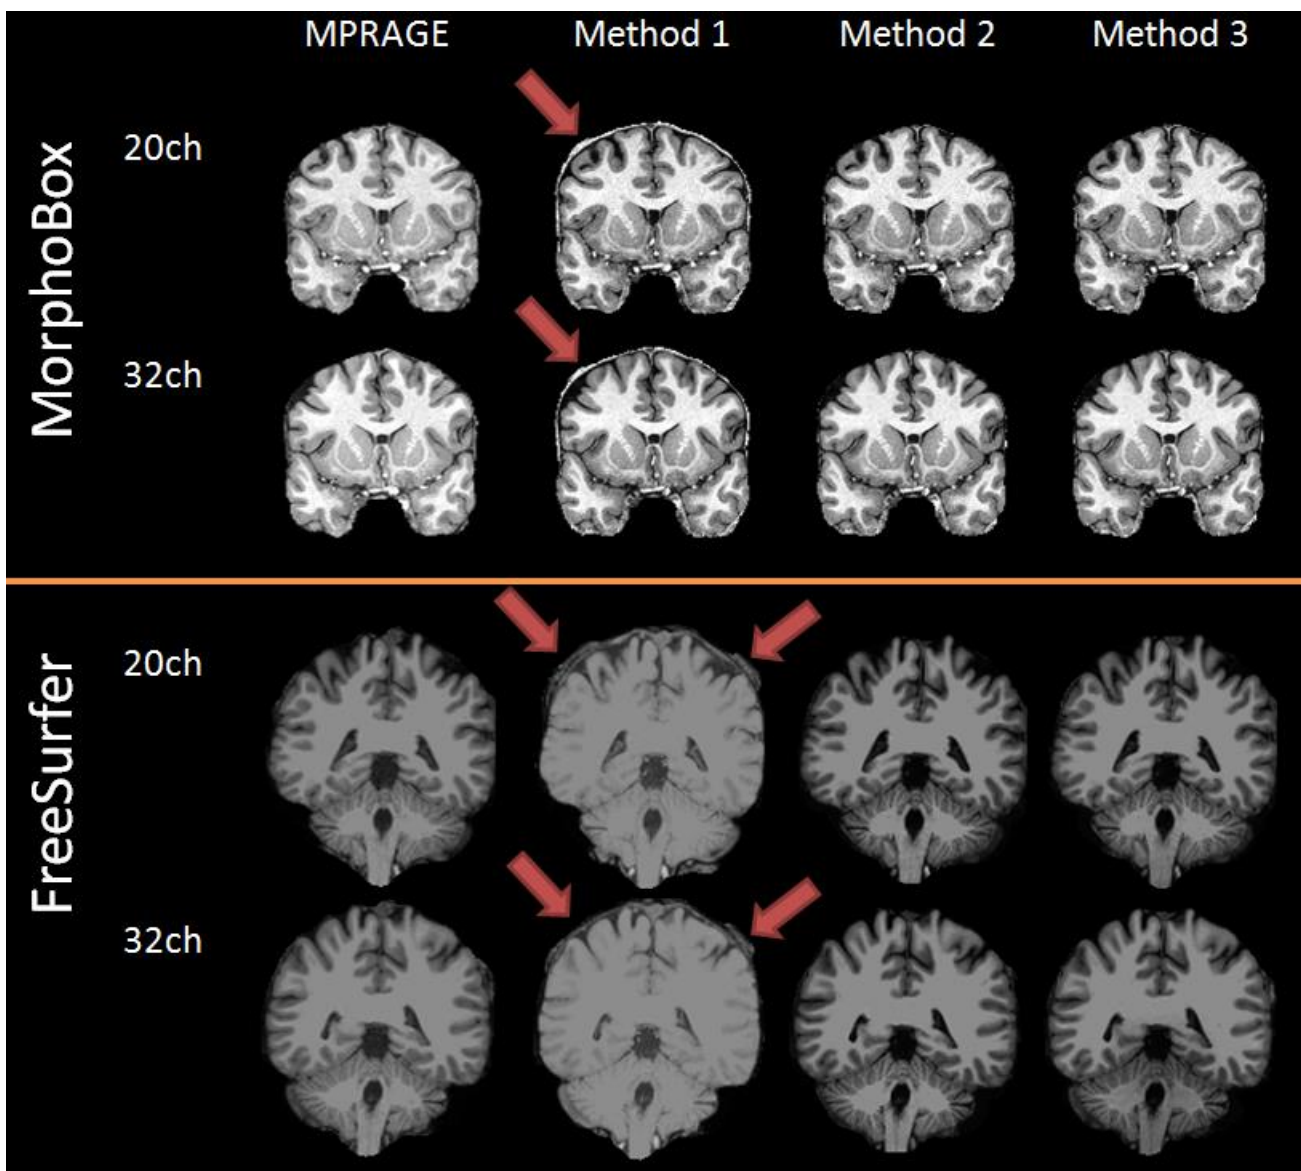 MPRAGE Method 1 Method 2 Method 3
MorphoBox
20ch
32ch
FreeSurfer
20ch
32ch